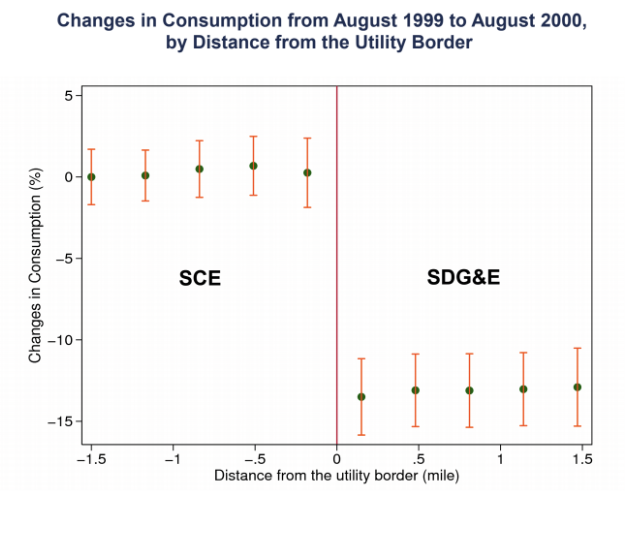 Changes in Consumption from August 1999 to August 2000,
by Distance from the Utility Border
5
0
−5
−10
−15
Changes in Consumption (%)
SCE
SDG&E
−1.5
−1
−.5
0
.5
1
1.5
Distance from the utility border (mile)